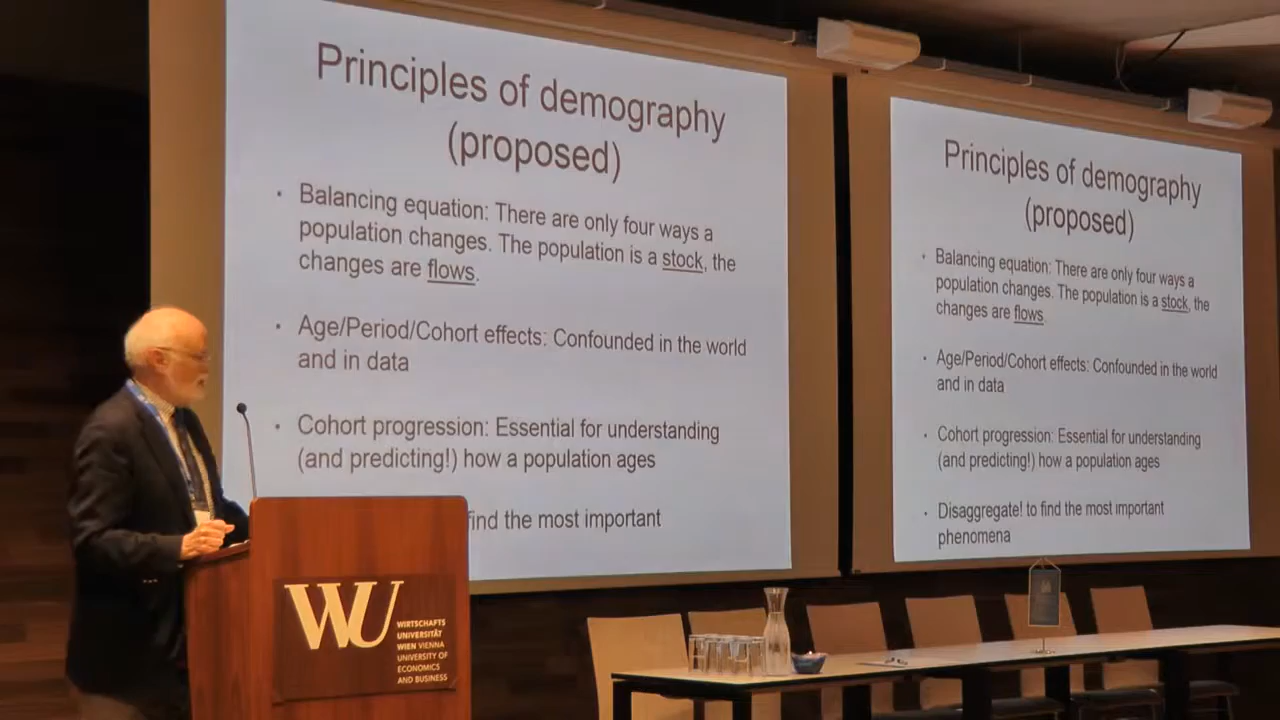 Principles of demography
(proposed)
· Balancing equation: There are only four ways a
population changes. The population is a stock, the
changes are flows.
· Age/Period/Cohort effects: Confounded in the world
and in data
· Cohort progression: Essential for understanding
(and predicting!) how a population ages
find the most important
Principles of demography
(proposed)
· Balancing equation: There are only four ways a
population changes. The population is a stock, the
changes are flows.
· Age/Period/Cohort effects: Confounded in the world
and in data
· Cohort progression: Essential for understanding
(and predicting!) how a population ages
· Disaggregate! to find the most important
phenomena
WU
WIRTSCHAFTS
UNIVERSITÄT
WIEN VIENNA
UNIVERSITY OF
ECONOMICS
AND BUSINESS